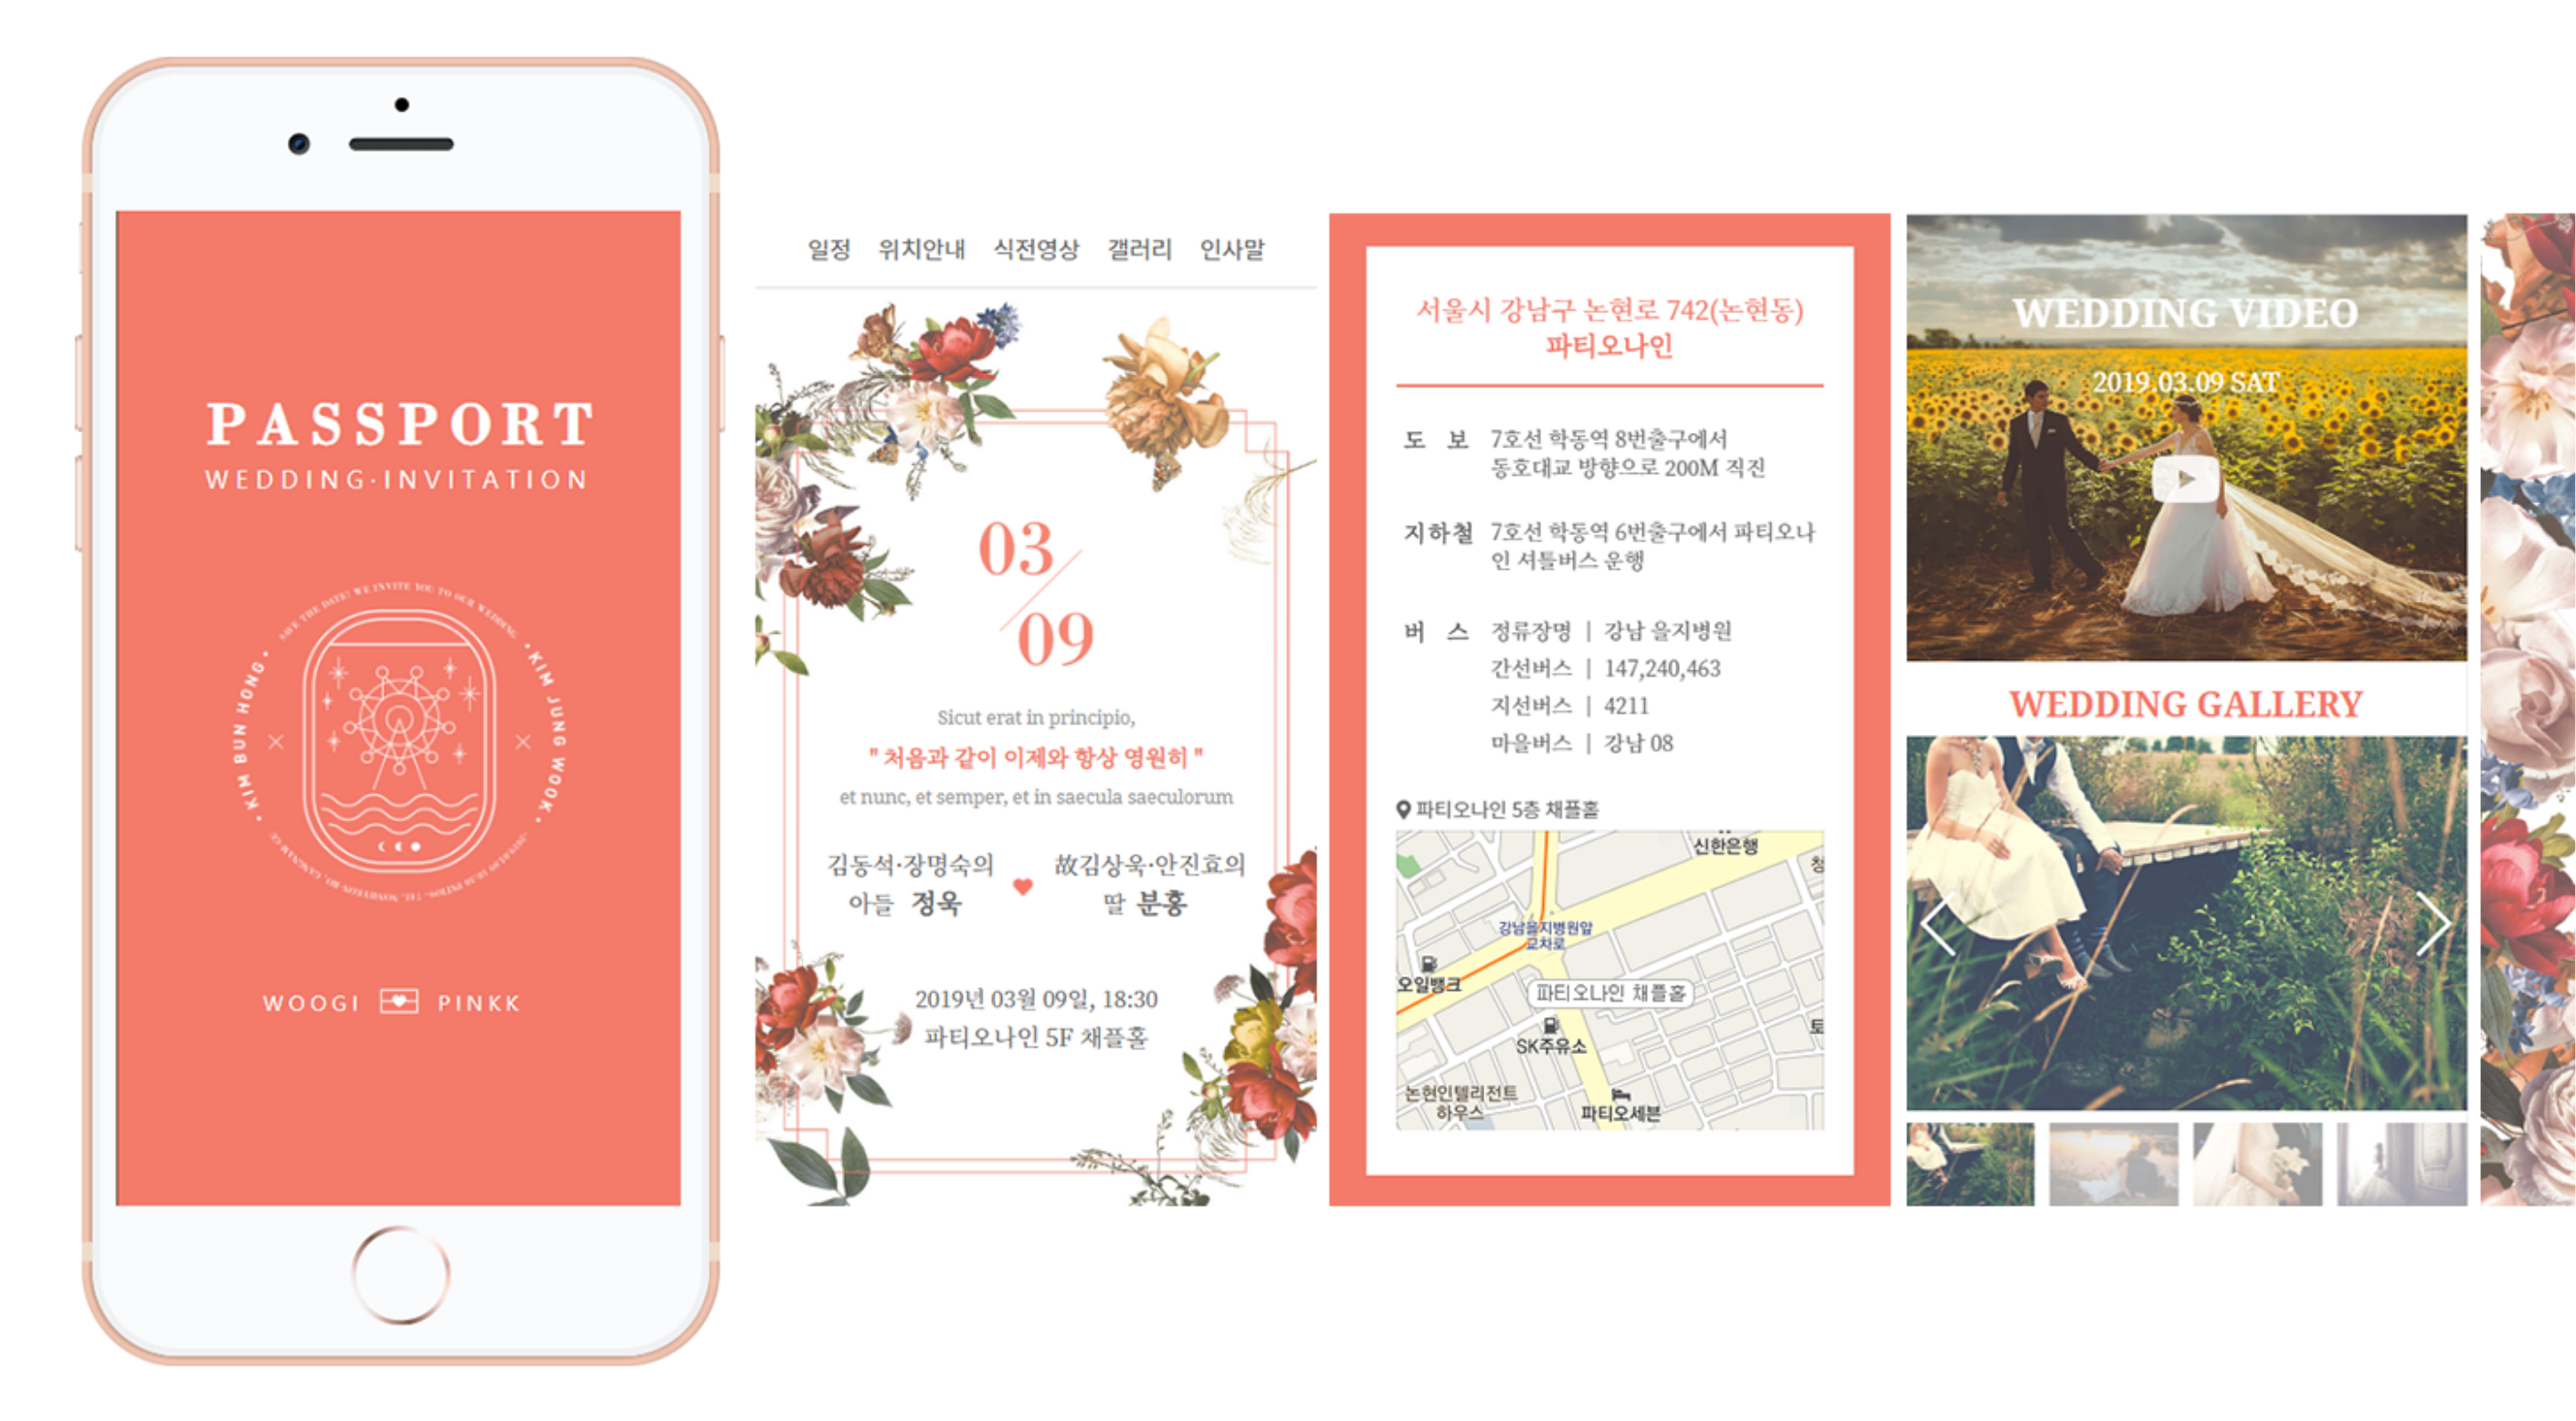 PASSPORT
WEDDING·INVITATION
SAVE THE DATE! WE INVITE YOU TO OUR WEDDING.
• KIM BUN HONG •
• KIM JUNG WOOK •
WOOGI PINKK
일정 위치안내 식전영상 갤러리 인사말
03
09
Sicut erat in principio,
" 처음과 같이 이제와 항상 영원히 "
et nunc, et semper, et in saecula saeculorum
김동석·장명숙의
아들 정욱
故김상욱·안진효의
딸 분홍
2019년 03월 09일, 18:30
파티오나인 5F 채플홀
서울시 강남구 논현로 742(논현동)
파티오나인
도 보 7호선 학동역 8번출구에서
동호대교 방향으로 200M 직진
지하철 7호선 학동역 6번출구에서 파티오나
인 셔틀버스 운행
버 스 정류장명 | 강남 을지병원
간선버스 | 147,240,463
지선버스 | 4211
마을버스 | 강남 08
파티오나인 5층 채플홀
신한은행
청
강남을지병원앞
교차로
오일뱅크
파티오나인 채플홀
토
SK주유소
논현인텔리전트
하우스
파티오세븐
WEDDING VIDEO
2019.03.09 SAT
WEDDING GALLERY